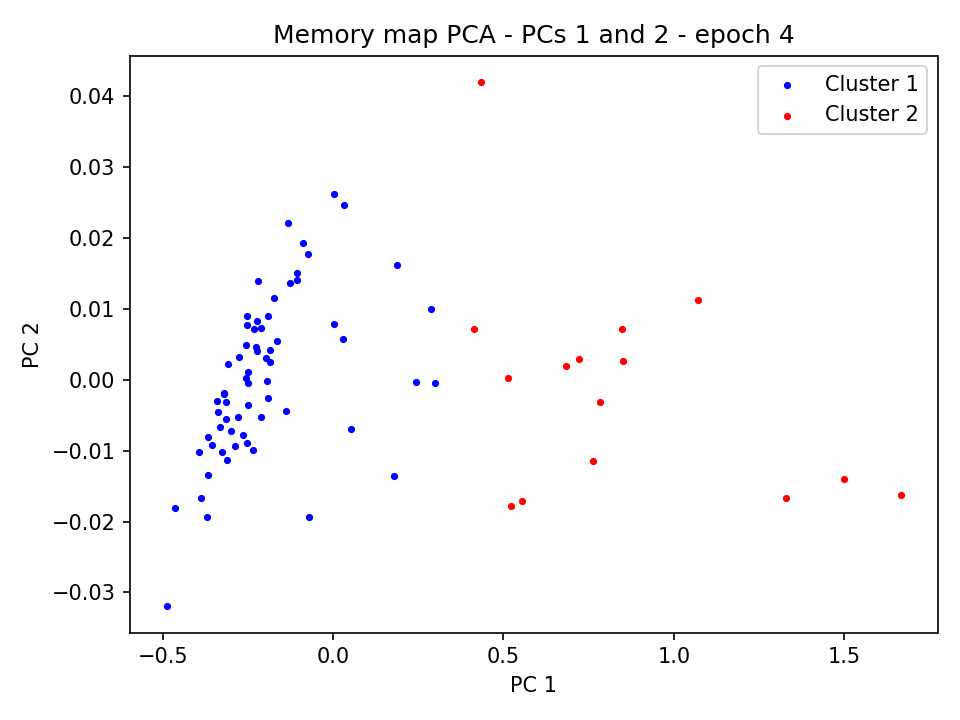 Memory map PCA - PCs 1 and 2 - epoch 4
Cluster 1
Cluster 2
0.04
0.03
0.02
0.01
0.00
−0.01
−0.02
−0.03
PC 2
−0.5
0.0
0.5
1.0
1.5
PC 1